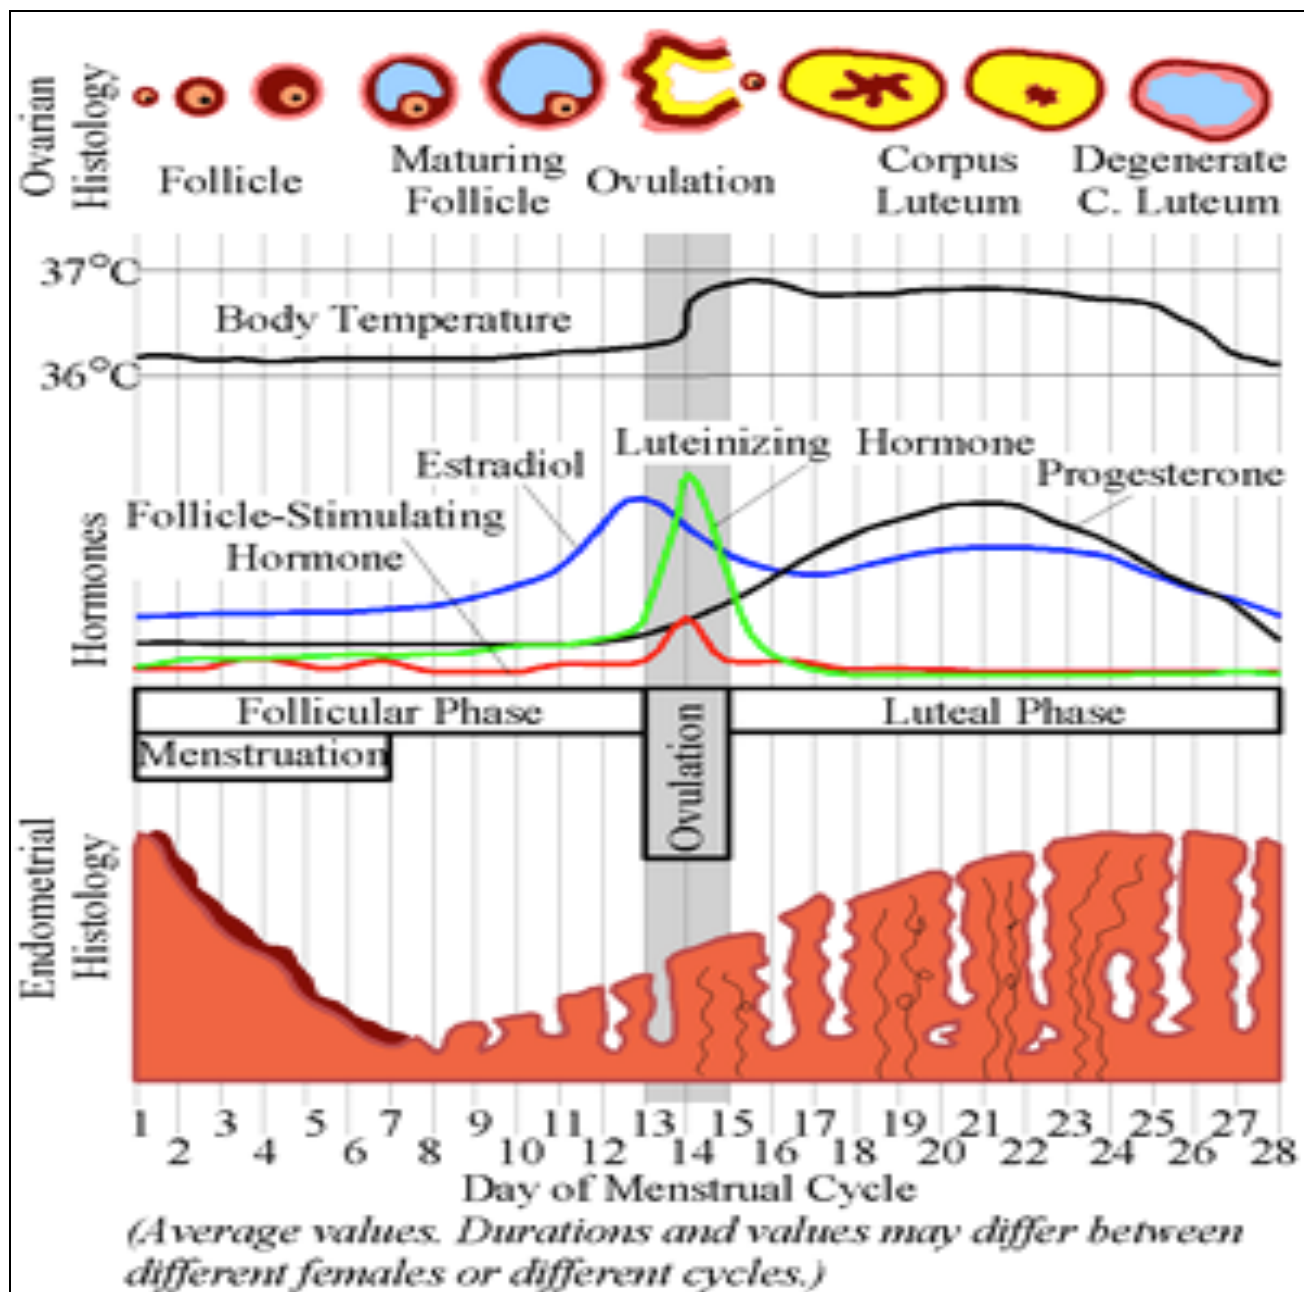 Ovarian
Histology
Follicle
Maturing
Follicle
Ovulation
Corpus
Luteum
Degenerate
C. Luteum
37°C
Body Temperature
36°C
Luteinizing Hormone
Estradiol
Progesterone
Follicle-Stimulating
Hormone
Hormones
Follicular Phase
Ovulation
Luteal Phase
Menstruation
Endometrial
Histology
1 3 5 7 9 11 13 15 17 19 21 23 25 27
2 4 6 8 10 12 14 16 18 20 22 24 26 28
Day of Menstrual Cycle
(Average values. Durations and values may differ between
different females or different cycles.)